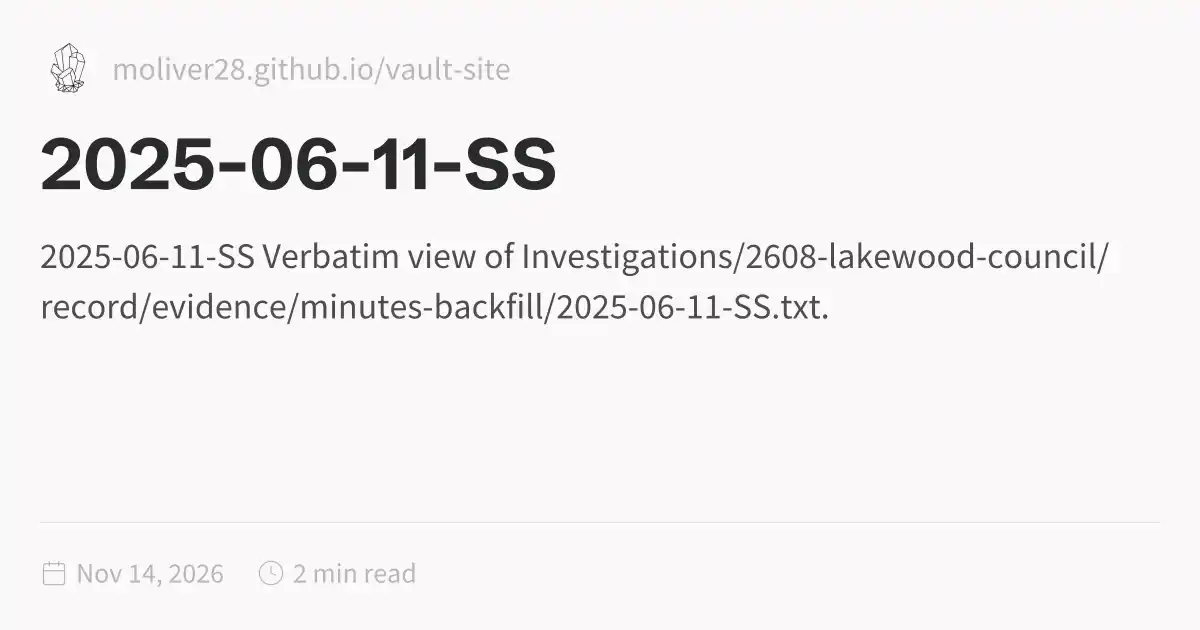 moliver28.github.io/vault-site
2025-06-11-SS
2025-06-11-SS Verbatim view of Investigations/2608-lakewood-council/
record/evidence/minutes-backfill/2025-06-11-SS.txt.
Nov 14, 2026 2 min read